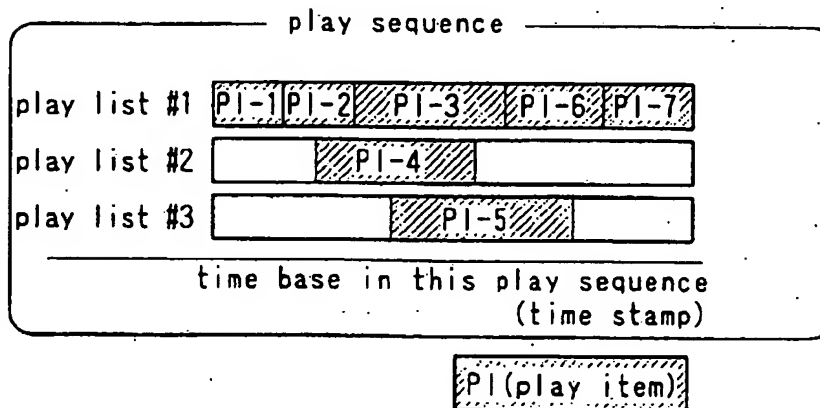 play sequence
play list #1 PI-1 PI-2 PI-3 PI-6 PI-7
play list #2 PI-4
play list #3 PI-5
time base in this play sequence
(time stamp)
PI(play item)